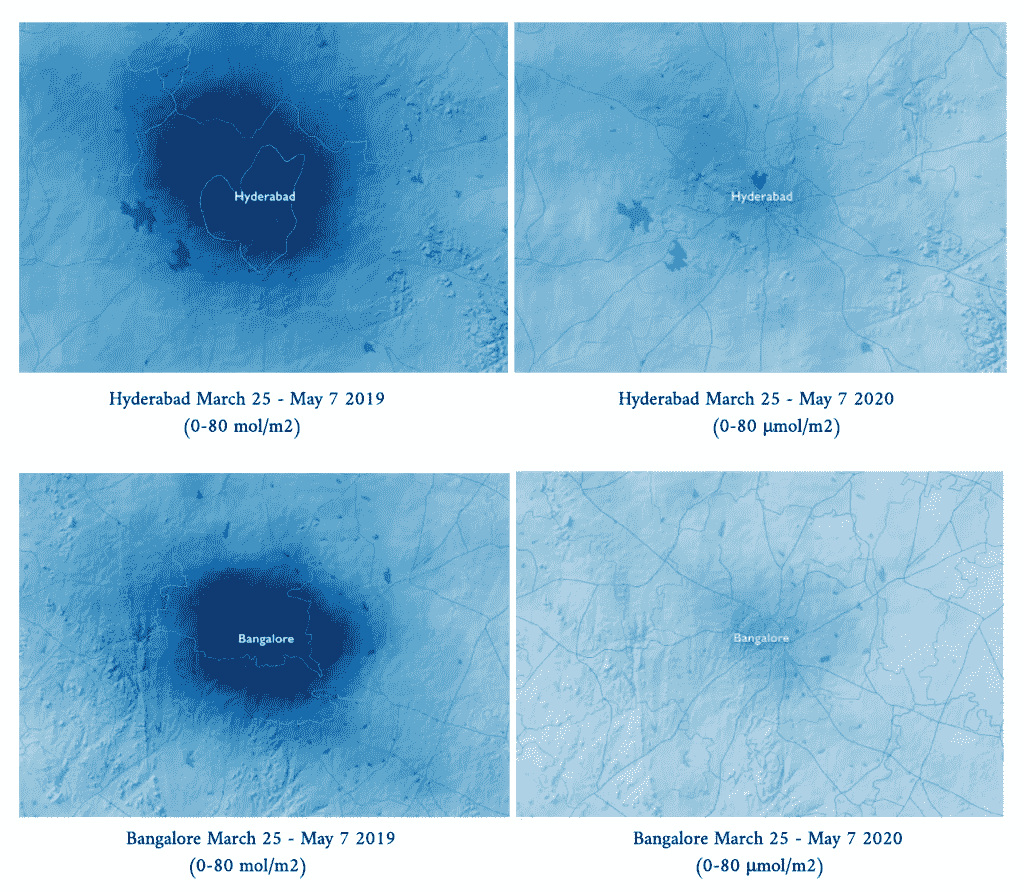 Hyderabad
Hyderabad
Hyderabad March 25 - May 7 2019
(0-80 mol/m2)
Hyderabad March 25 - May 7 2020
(0-80 µmol/m2)
Bangalore
Bangalore
Bangalore March 25 - May 7 2019
(0-80 mol/m2)
Bangalore March 25 - May 7 2020
(0-80 µmol/m2)